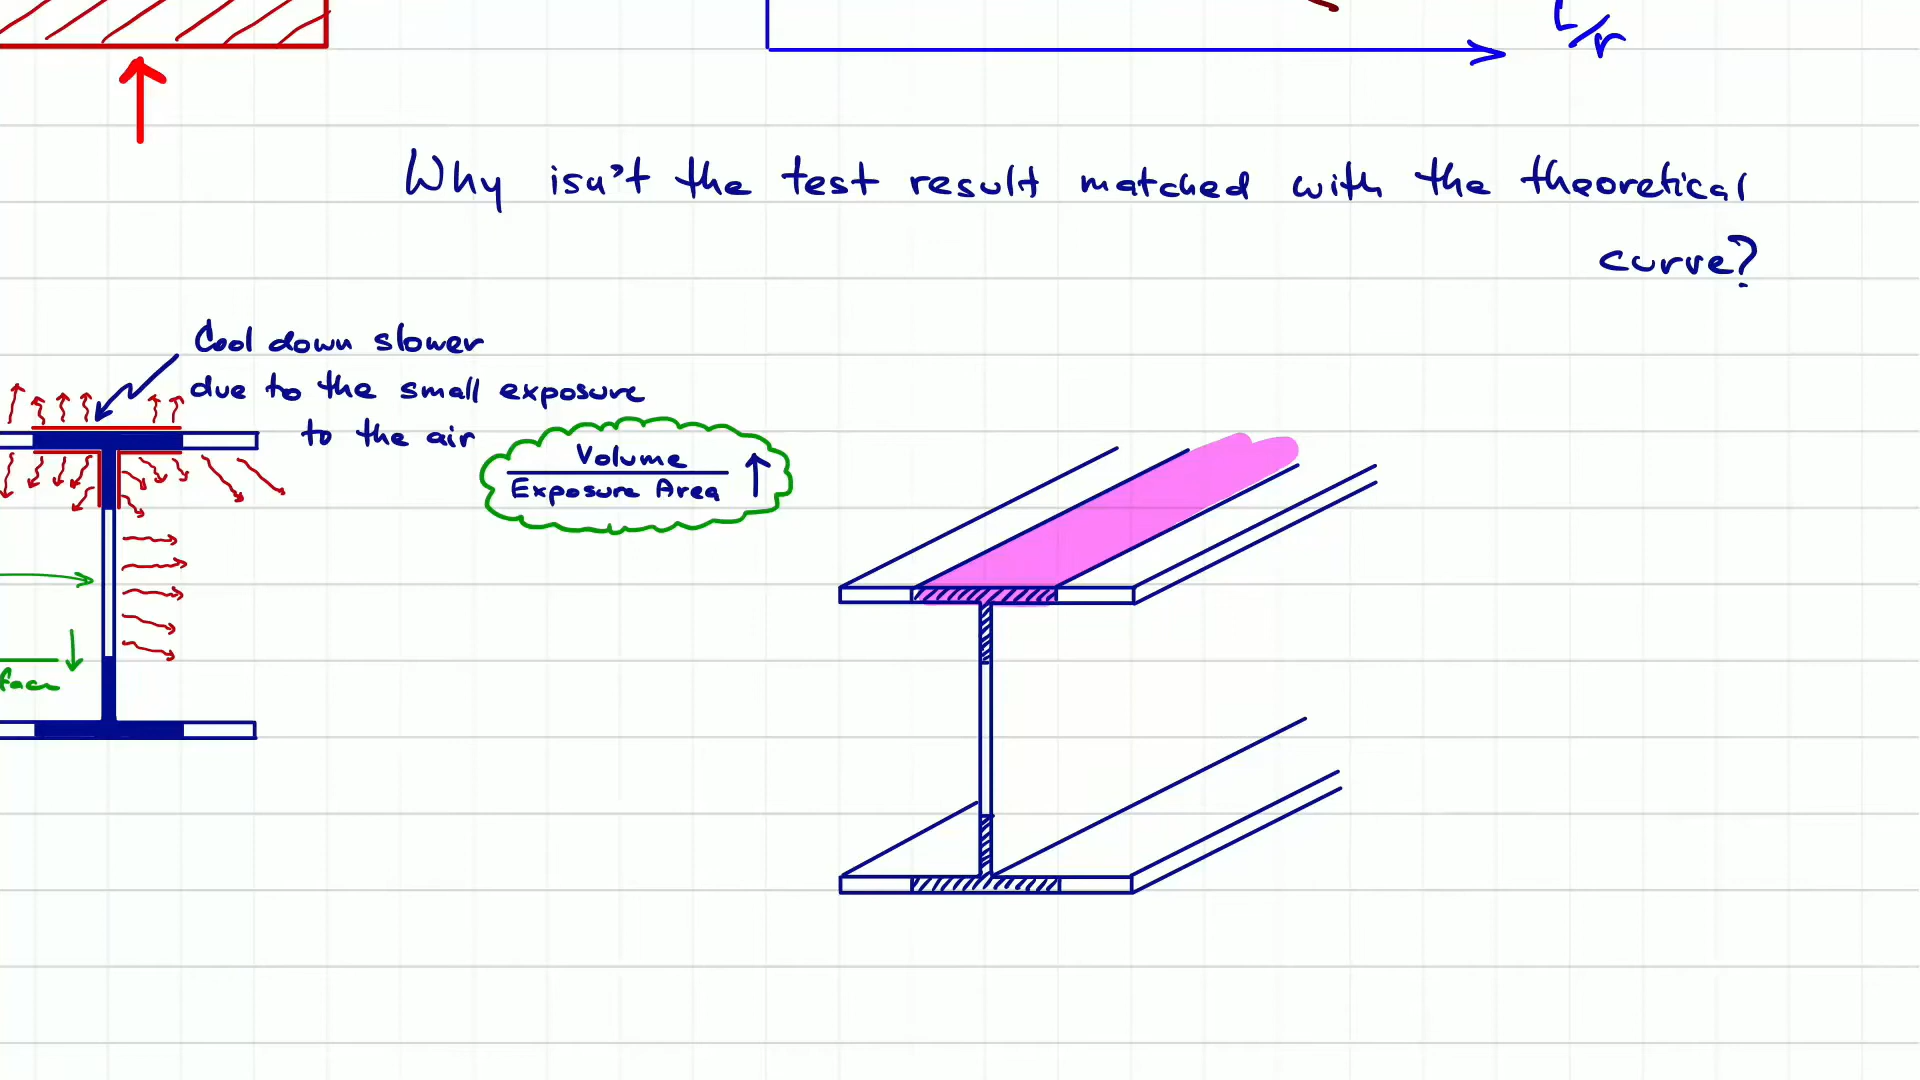 L/r
Why isn't the test result matched with the theoretical
curve?
Cool down slower
due to the small exposure
to the air
Volume
Exposure Area